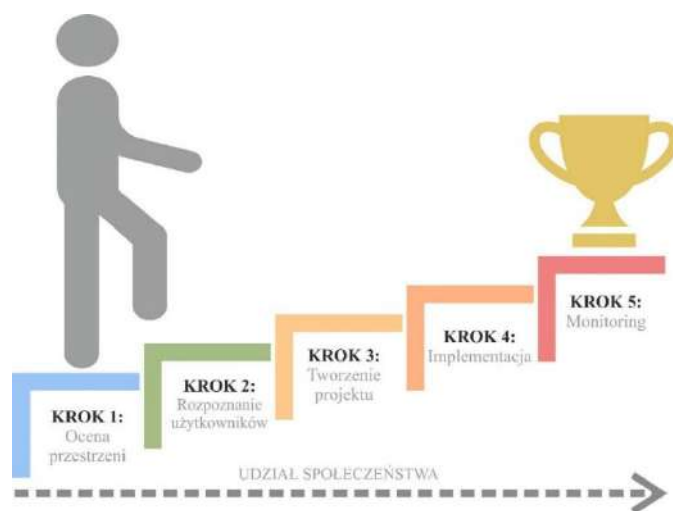 KROK 1:
Ocena
przestrzeni
KROK 2:
Rozpoznanie
użytkowników
KROK 3:
Tworzenie
projektu
KROK 4:
Implementacja
KROK 5:
Monitoring
UDZIAŁ SPOŁECZEŃSTWA